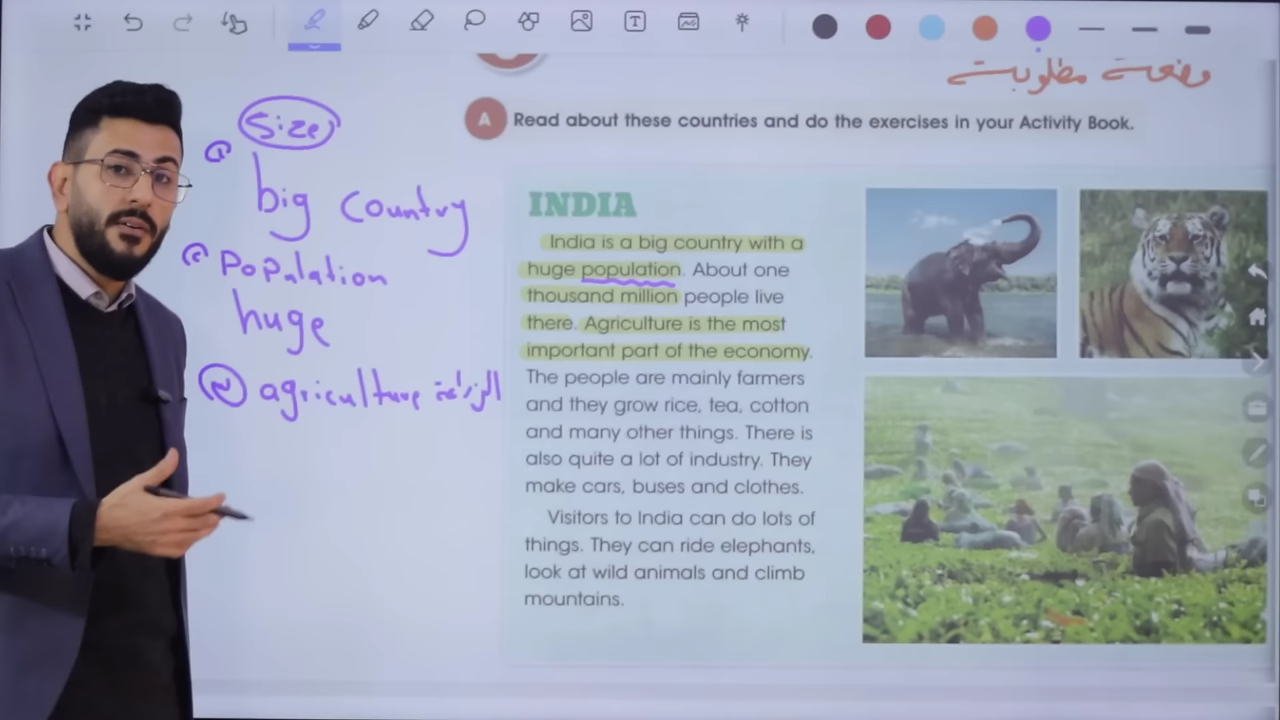 قطعت مطلوبت
A Read about these countries and do the exercises in your Activity Book.
Size
① big Country
② Population
huge
③ agriculture الزراعة
INDIA
India is a big country with a
huge population. About one
thousand million people live
there. Agriculture is the most
important part of the economy.
The people are mainly farmers
and they grow rice, tea, cotton
and many other things. There is
also quite a lot of industry. They
make cars, buses and clothes.
Visitors to India can do lots of
things. They can ride elephants,
look at wild animals and climb
mountains.